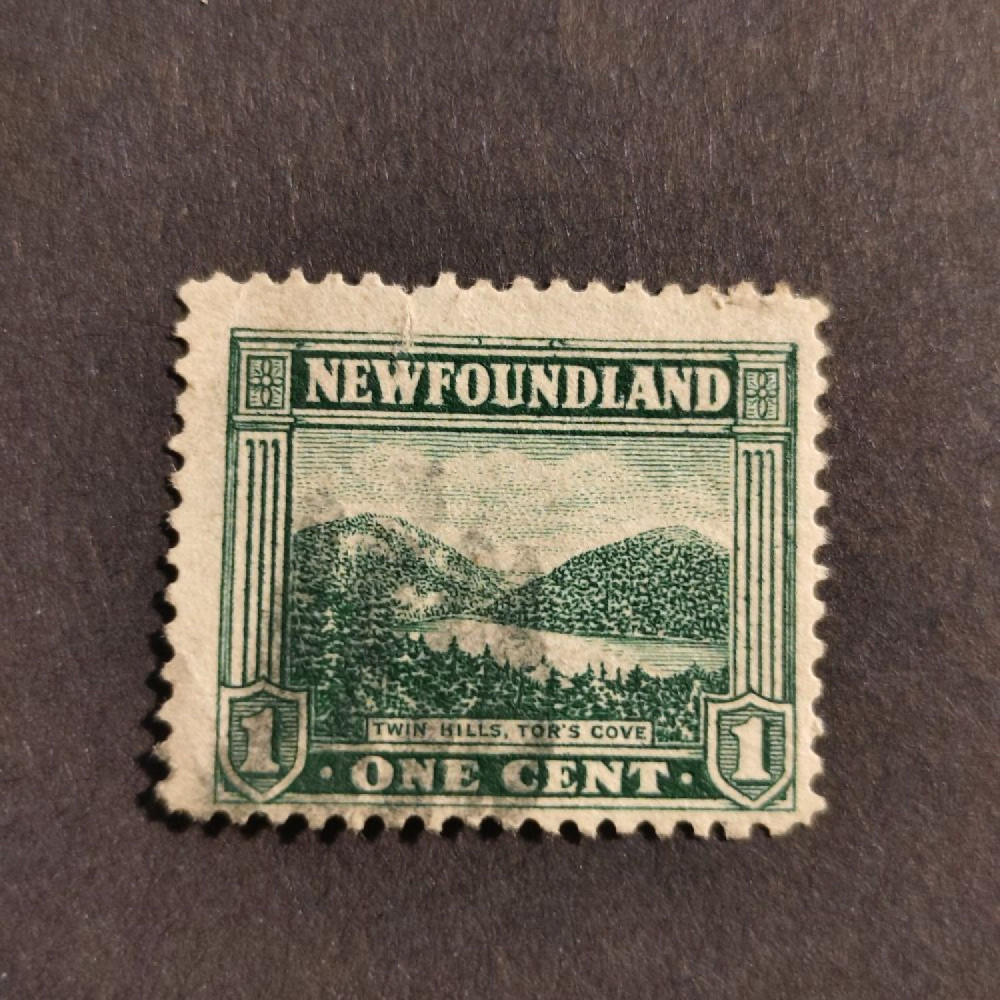 NEWFOUNDLAND
TWIN HILLS, TOR'S COVE
1 · ONE CENT · 1